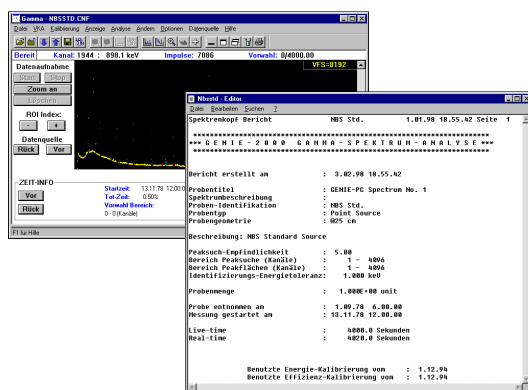 Gamma - NBSSTD.CNF
Datei VKA Kalibrierung Anzeige Analyse Ändern Optionen Datenquelle Hilfe
Bereit Kanal: 1944 : 898.1 keV Impulse: 7086 Vorwahl: 0/4000.00
Datenaufnahme
Start Stop
Zoom an
Löschen
ROI Index:
- +
Datenquelle
Rück Vor
VFS=8192
ZEIT-INFO
Vor
Rück
Startzeit: 13.11.78 12:00:0
Tot-Zeit: 0.50%
Vorwahl Bereich:
0 - 0 (Kanäle)
F1 für Hilfe
Nbsstd - Editor
Datei Bearbeiten Suchen ?
Spektrenkopf Bericht NBS Std. 1.01.98 18.55.42 Seite 1
*****************************************************************
*** G E N I E - 2 0 0 0 G A M M A - S P E K T R U M - A N A L Y S E ***
*****************************************************************
Bericht erstellt am : 3.02.98 18.55.42
Probentitel : GENIE-PC Spectrum No. 1
Spektrumbeschreibung :
Proben-Identifikation : NBS Std.
Probentyp : Point Source
Probengeometrie : @25 cm
Beschreibung: NBS Standard Source
Peaksuch-Empfindlichkeit : 5.00
Bereich Peaksuche (Kanäle) : 1 - 4096
Bereich Peakflächen (Kanäle) : 1 - 4096
Identifizierungs-Energietoleranz: 1.000 keV
Probenmenge : 1.000E+00 unit
Probe entnommen am : 1.09.78 6.00.00
Messung gestartet am : 13.11.78 12.00.00
Live-time : 4000.0 Sekunden
Real-time : 4020.0 Sekunden
Benutzte Energie-Kalibrierung vom : 1.12.94
Benutzte Effizienz-Kalibrierung vom : 1.12.94